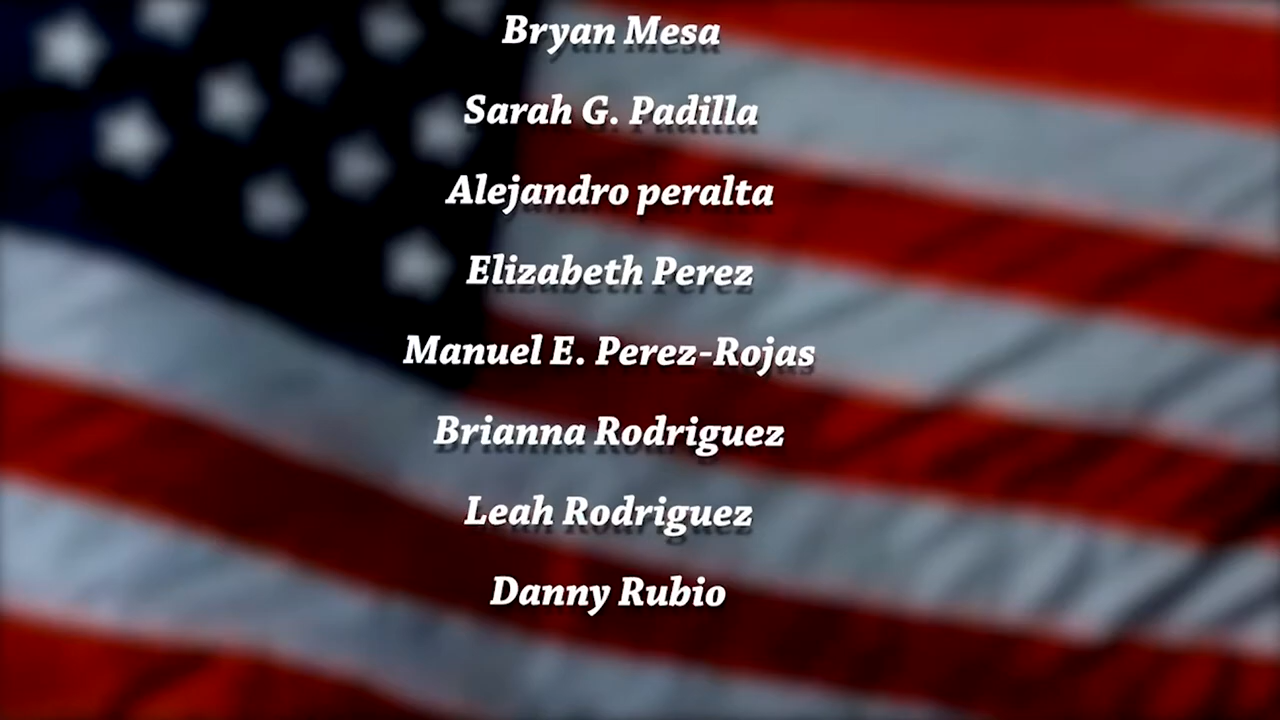 Bryan Mesa
Sarah G. Padilla
Alejandro peralta
Elizabeth Perez
Manuel E. Perez-Rojas
Brianna Rodriguez
Leah Rodriguez
Danny Rubio